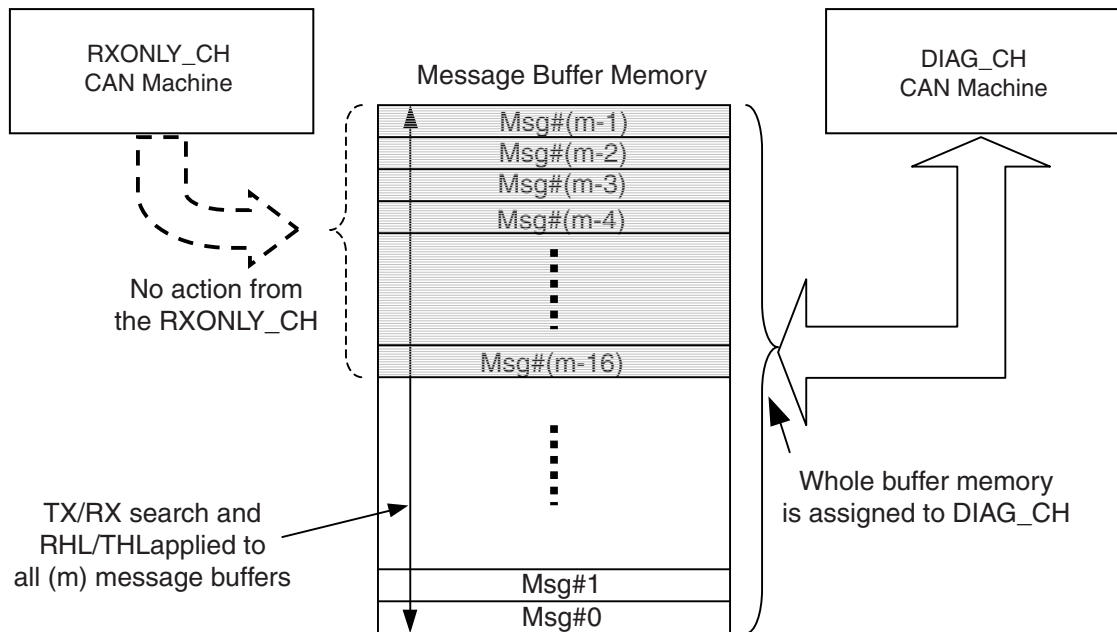 RXONLY_CH
CAN Machine
Message Buffer Memory
DIAG_CH
CAN Machine
Msg#(m-1)
Msg#(m-2)
Msg#(m-3)
Msg#(m-4)
No action from
the RXONLY_CH
Msg#(m-16)
TX/RX search and
RHL/THLapplied to
all (m) message buffers
Whole buffer memory
is assigned to DIAG_CH
Msg#1
Msg#0